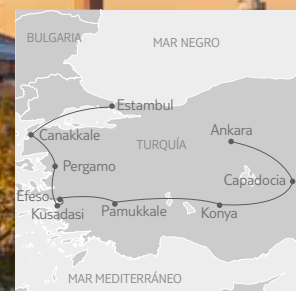 BULGARIA
MAR NEGRO
Estambul
Canakkale
Ankara
TURQUÍA
Pergamo
Capadocia
Efeso
Kusadasi
Pamukkale
Konya
MAR MEDITERRÁNEO